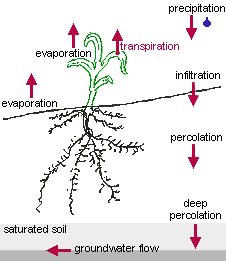 precipitation
evaporation
transpiration
infiltration
evaporation
percolation
deep
percolation
saturated soil
groundwater flow